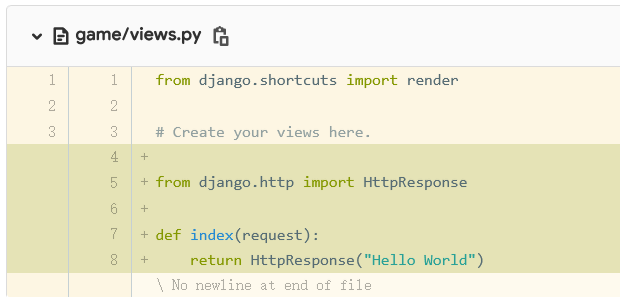 game/views.py
1 1 from django.shortcuts import render
2 2
3 3 # Create your views here.
4 +
5 + from django.http import HttpResponse
6 +
7 + def index(request):
8 +     return HttpResponse("Hello World")
\ No newline at end of file